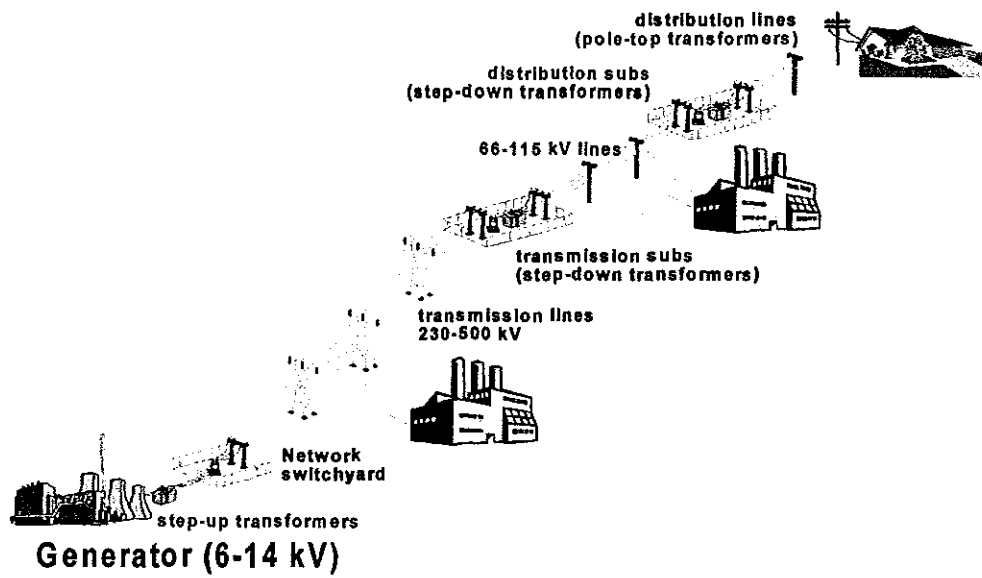 distribution lines
(pole-top transformers)
distribution subs
(step-down transformers)
66-115 kV lines
transmission subs
(step-down transformers)
transmission lines
230-500 kV
Network
switchyard
step-up transformers
Generator (6-14 kV)